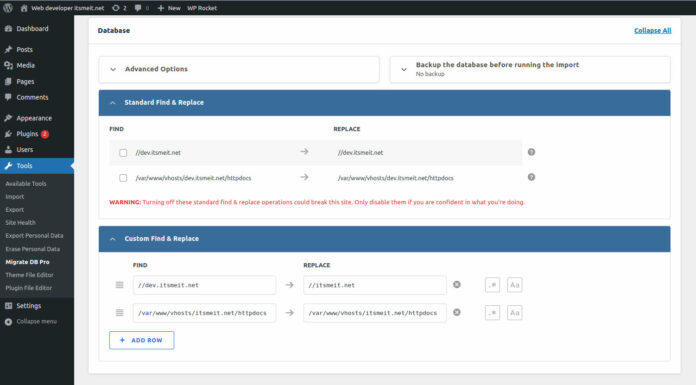 Web developer itsmeit.net 2 0 New WP Rocket
Dashboard
Posts
Media
Pages
Comments
Appearance
Plugins 2
Users
Tools
Available Tools
Import
Export
Site Health
Export Personal Data
Erase Personal Data
Migrate DB Pro
Theme File Editor
Plugin File Editor
Settings
Collapse menu
Database Collapse All
Advanced Options
Backup the database before running the import
No backup
Standard Find & Replace
FIND REPLACE
//dev.itsmeit.net //dev.itsmeit.net
/var/www/vhosts/dev.itsmeit.net/httpdocs /var/www/vhosts/dev.itsmeit.net/httpdocs
WARNING: Turning off these standard find & replace operations could break this site. Only disable them if you are confident in what you're doing.
Custom Find & Replace
FIND REPLACE
//dev.itsmeit.net //itsmeit.net .* Aa
/var/www/vhosts/itsmeit.net/httpdocs /var/www/vhosts/itsmeit.net/httpdocs .* Aa
+ ADD ROW